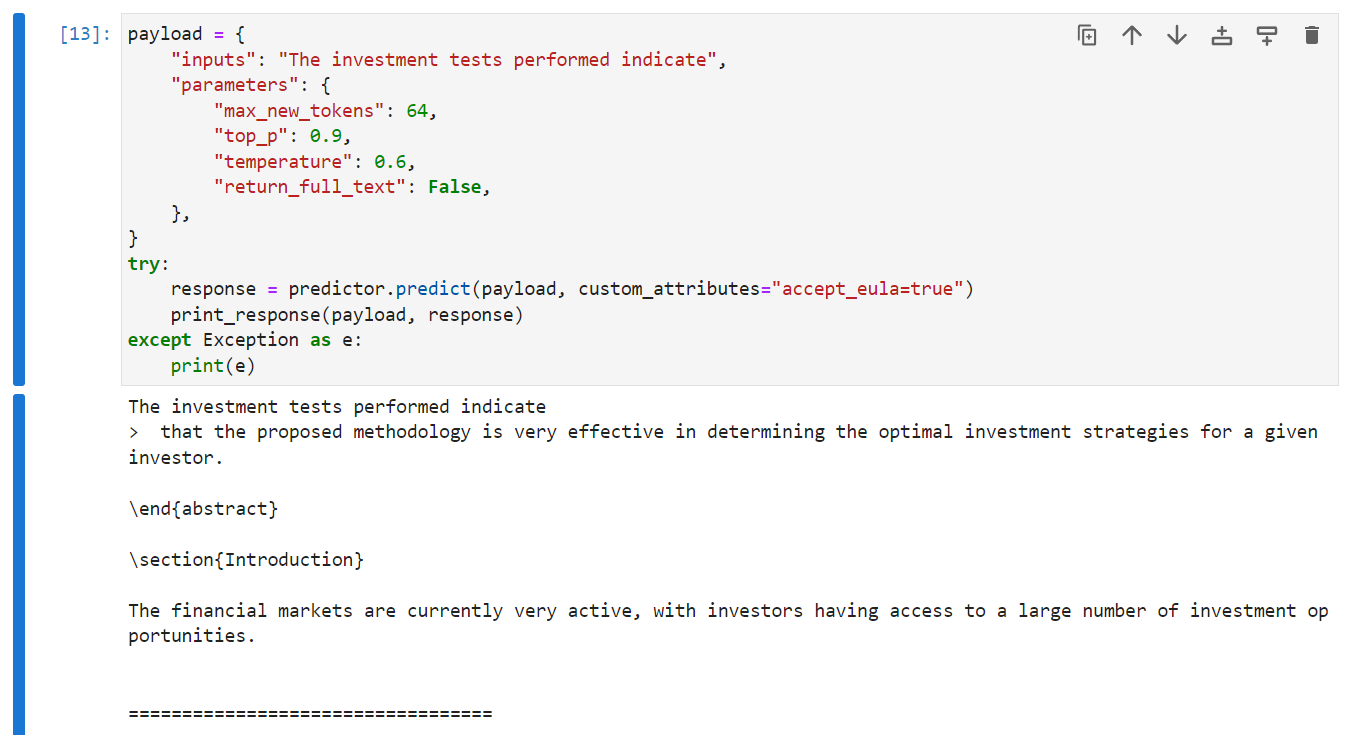 [13]: payload = {
    "inputs": "The investment tests performed indicate",
    "parameters": {
        "max_new_tokens": 64,
        "top_p": 0.9,
        "temperature": 0.6,
        "return_full_text": False,
    },
}
try:
    response = predictor.predict(payload, custom_attributes="accept_eula=true")
    print_response(payload, response)
except Exception as e:
    print(e)
The investment tests performed indicate
>  that the proposed methodology is very effective in determining the optimal investment strategies for a given
investor.
\end{abstract}
\section{Introduction}
The financial markets are currently very active, with investors having access to a large number of investment op
portunities.
==================================